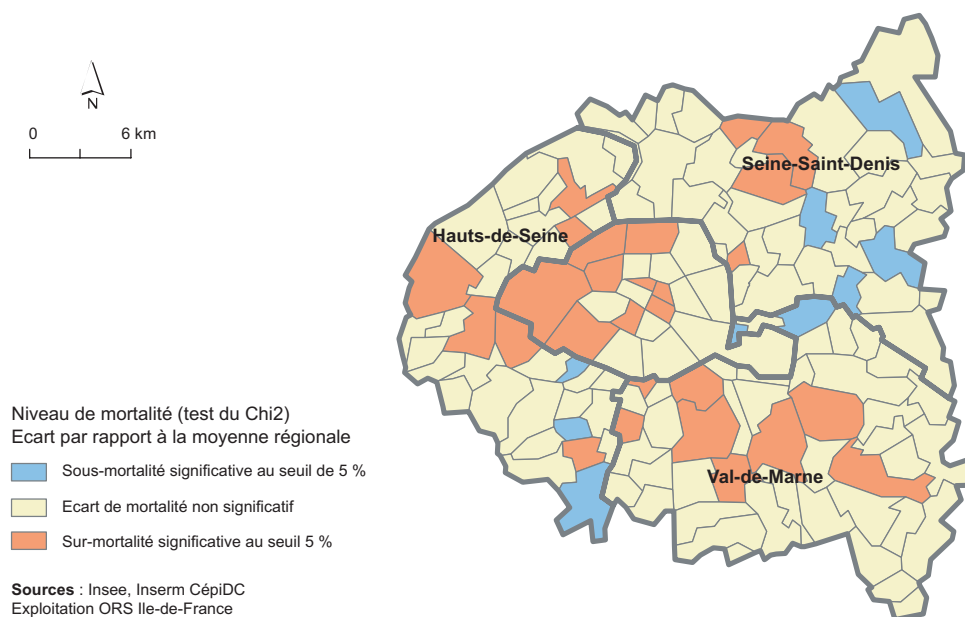 N
0 6 km
Seine-Saint-Denis
Hauts-de-Seine
Val-de-Marne
Niveau de mortalité (test du Chi2)
Ecart par rapport à la moyenne régionale
Sous-mortalité significative au seuil de 5 %
Ecart de mortalité non significatif
Sur-mortalité significative au seuil 5 %
Sources : Insee, Inserm CépiDC
Exploitation ORS Ile-de-France